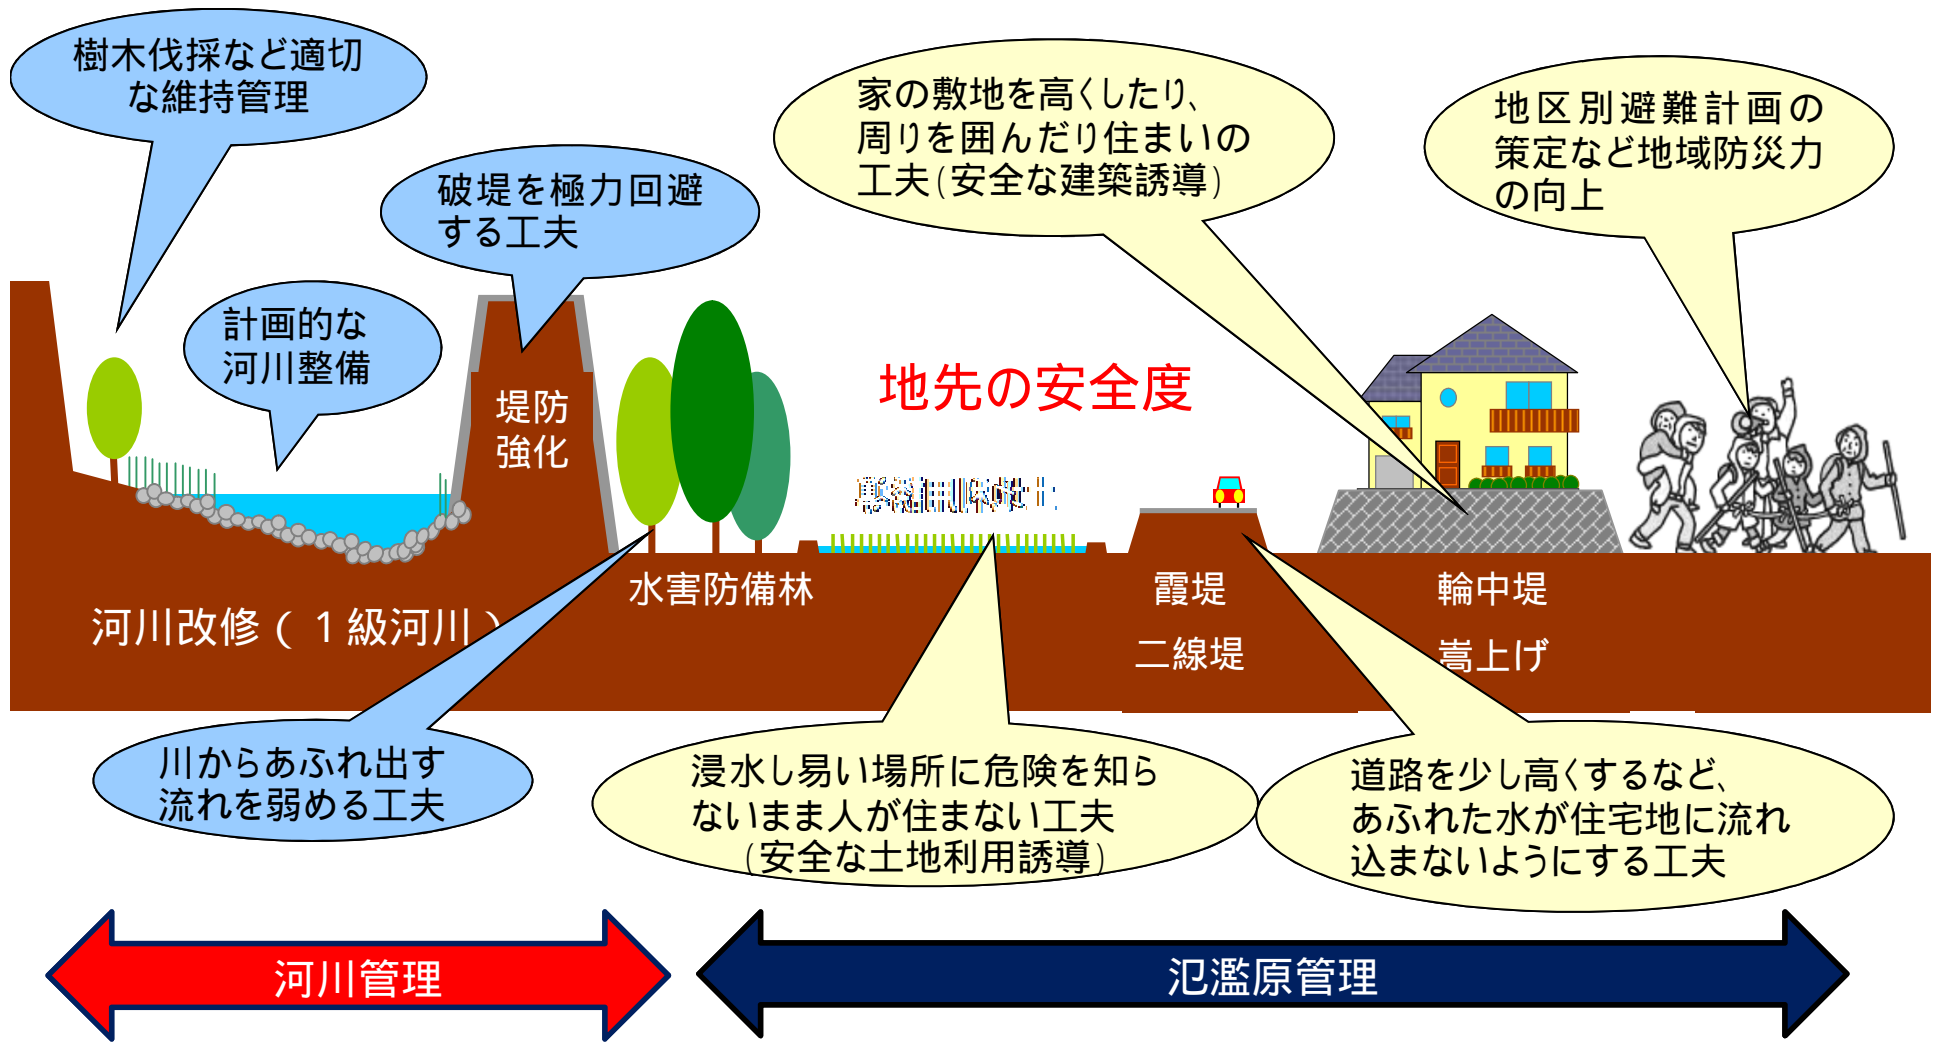 樹木伐採など適切
な維持管理
破堤を極力回避
する工夫
計画的な
河川整備
家の敷地を高くしたり、
周りを囲んだり住まいの
工夫(安全な建築誘導)
地区別避難計画の
策定など地域防災力
の向上
堤防
強化
地先の安全度
河川改修(１級河川)
水害防備林
霞堤
二線堤
輪中堤
嵩上げ
川からあふれ出す
流れを弱める工夫
浸水し易い場所に危険を知ら
ないまま人が住まない工夫
(安全な土地利用誘導)
道路を少し高くするなど、
あふれた水が住宅地に流れ
込まないようにする工夫
河川管理
氾濫原管理